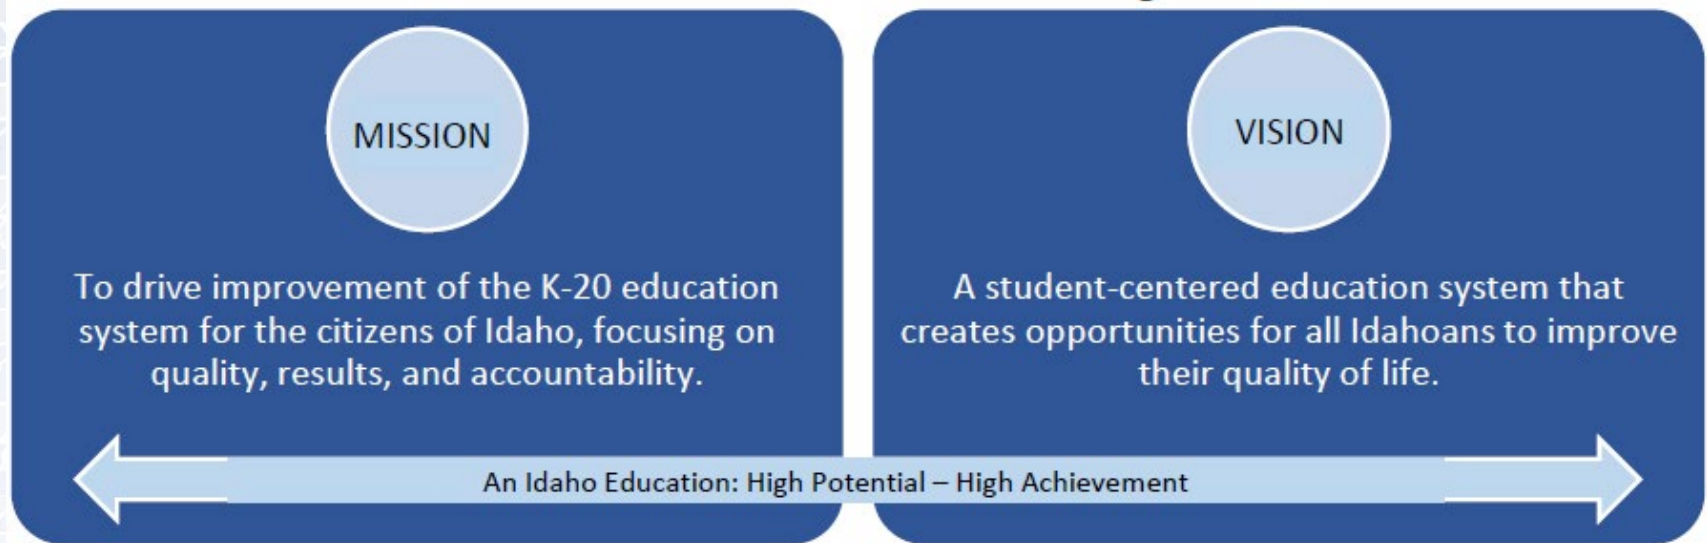 MISSION
To drive improvement of the K-20 education
system for the citizens of Idaho, focusing on
quality, results, and accountability.
VISION
A student-centered education system that
creates opportunities for all Idahoans to improve
their quality of life.
An Idaho Education: High Potential – High Achievement